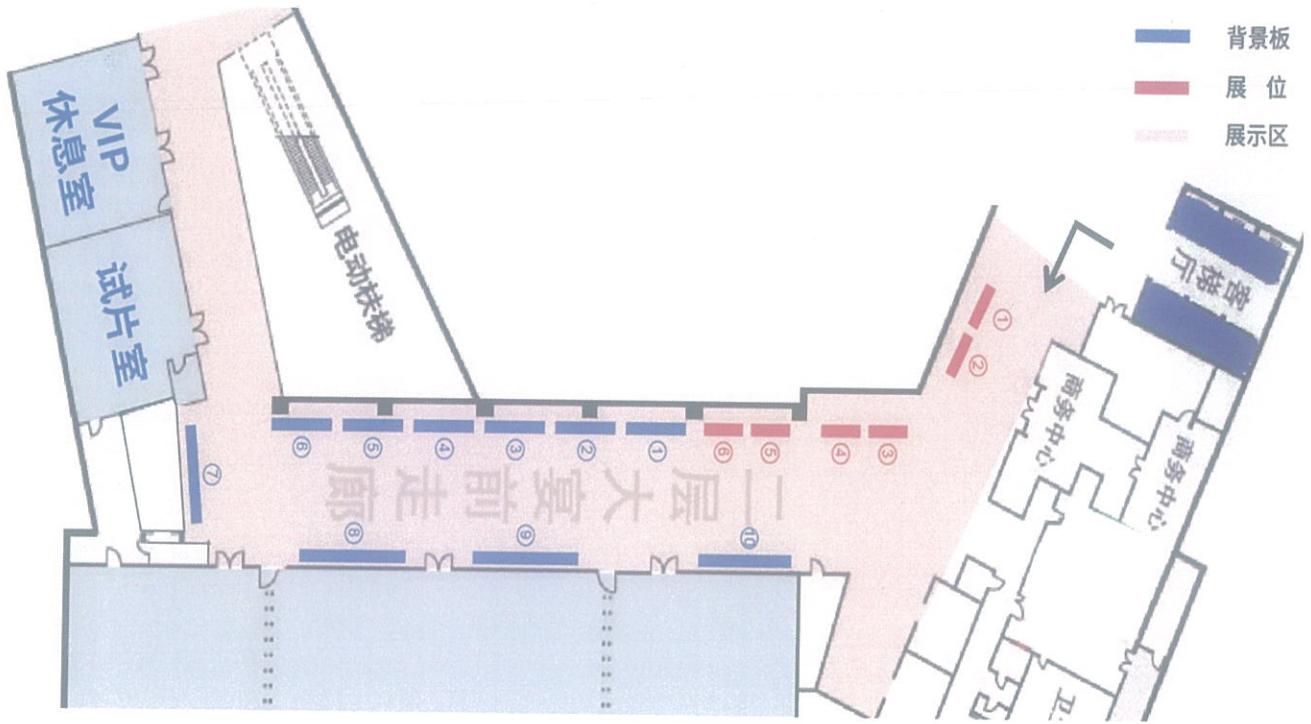 背景板
展 位
展示区
VIP
休息室
试片室
电动扶梯
客梯厅
商务中心
商务中心
①
②
③
④
⑤
⑥
①
②
③
④
⑤
⑥
⑦
⑧
⑨
⑩
二层大宴前走廊
卫